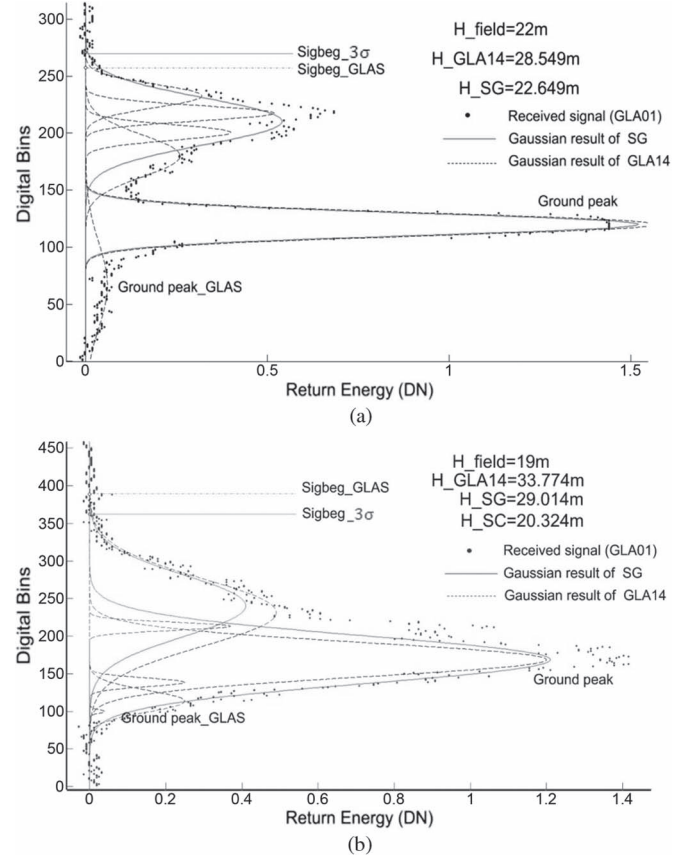 300
250
200
150
100
50
0
Digital Bins
Sigbeg_3σ
Sigbeg_GLAS
H_field=22m
H_GLA14=28.549m
H_SG=22.649m
Received signal (GLA01)
Gaussian result of SG
Gaussian result of GLA14
Ground peak
Ground peak_GLAS
0 0.5 1 1.5
Return Energy (DN)
(a)
450
400
350
300
250
200
150
100
50
0
Digital Bins
Sigbeg_GLAS
Sigbeg_3σ
H_field=19m
H_GLA14=33.774m
H_SG=29.014m
H_SC=20.324m
Received signal (GLA01)
Gaussian result of SG
Gaussian result of GLA14
Ground peak
Ground peak_GLAS
0 0.2 0.4 0.6 0.8 1 1.2 1.4
Return Energy (DN)
(b)